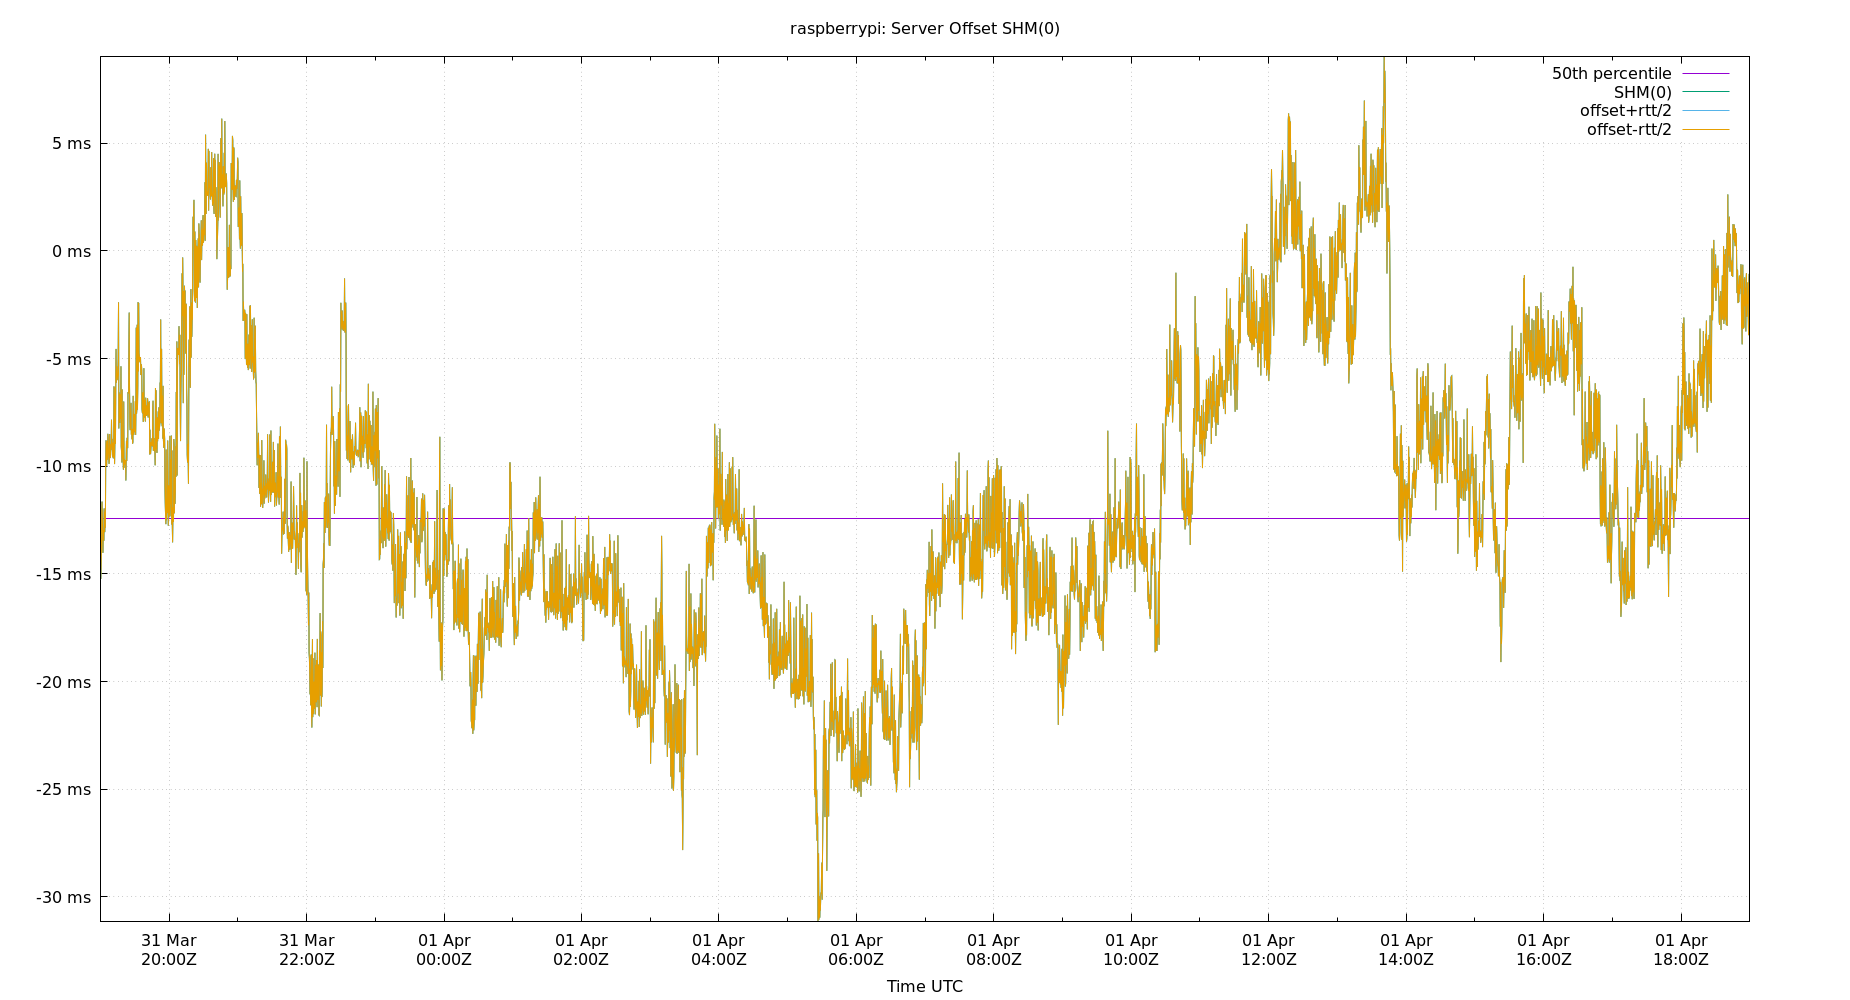 raspberrypi: Server Offset SHM(0)
50th percentile
SHM(0)
offset+rtt/2
offset-rtt/2
5 ms
0 ms
-5 ms
-10 ms
-15 ms
-20 ms
-25 ms
-30 ms
31 Mar 31 Mar 01 Apr 01 Apr 01 Apr 01 Apr 01 Apr 01 Apr 01 Apr 01 Apr 01 Apr 01 Apr
20:00Z 22:00Z 00:00Z 02:00Z 04:00Z 06:00Z 08:00Z 10:00Z 12:00Z 14:00Z 16:00Z 18:00Z
Time UTC